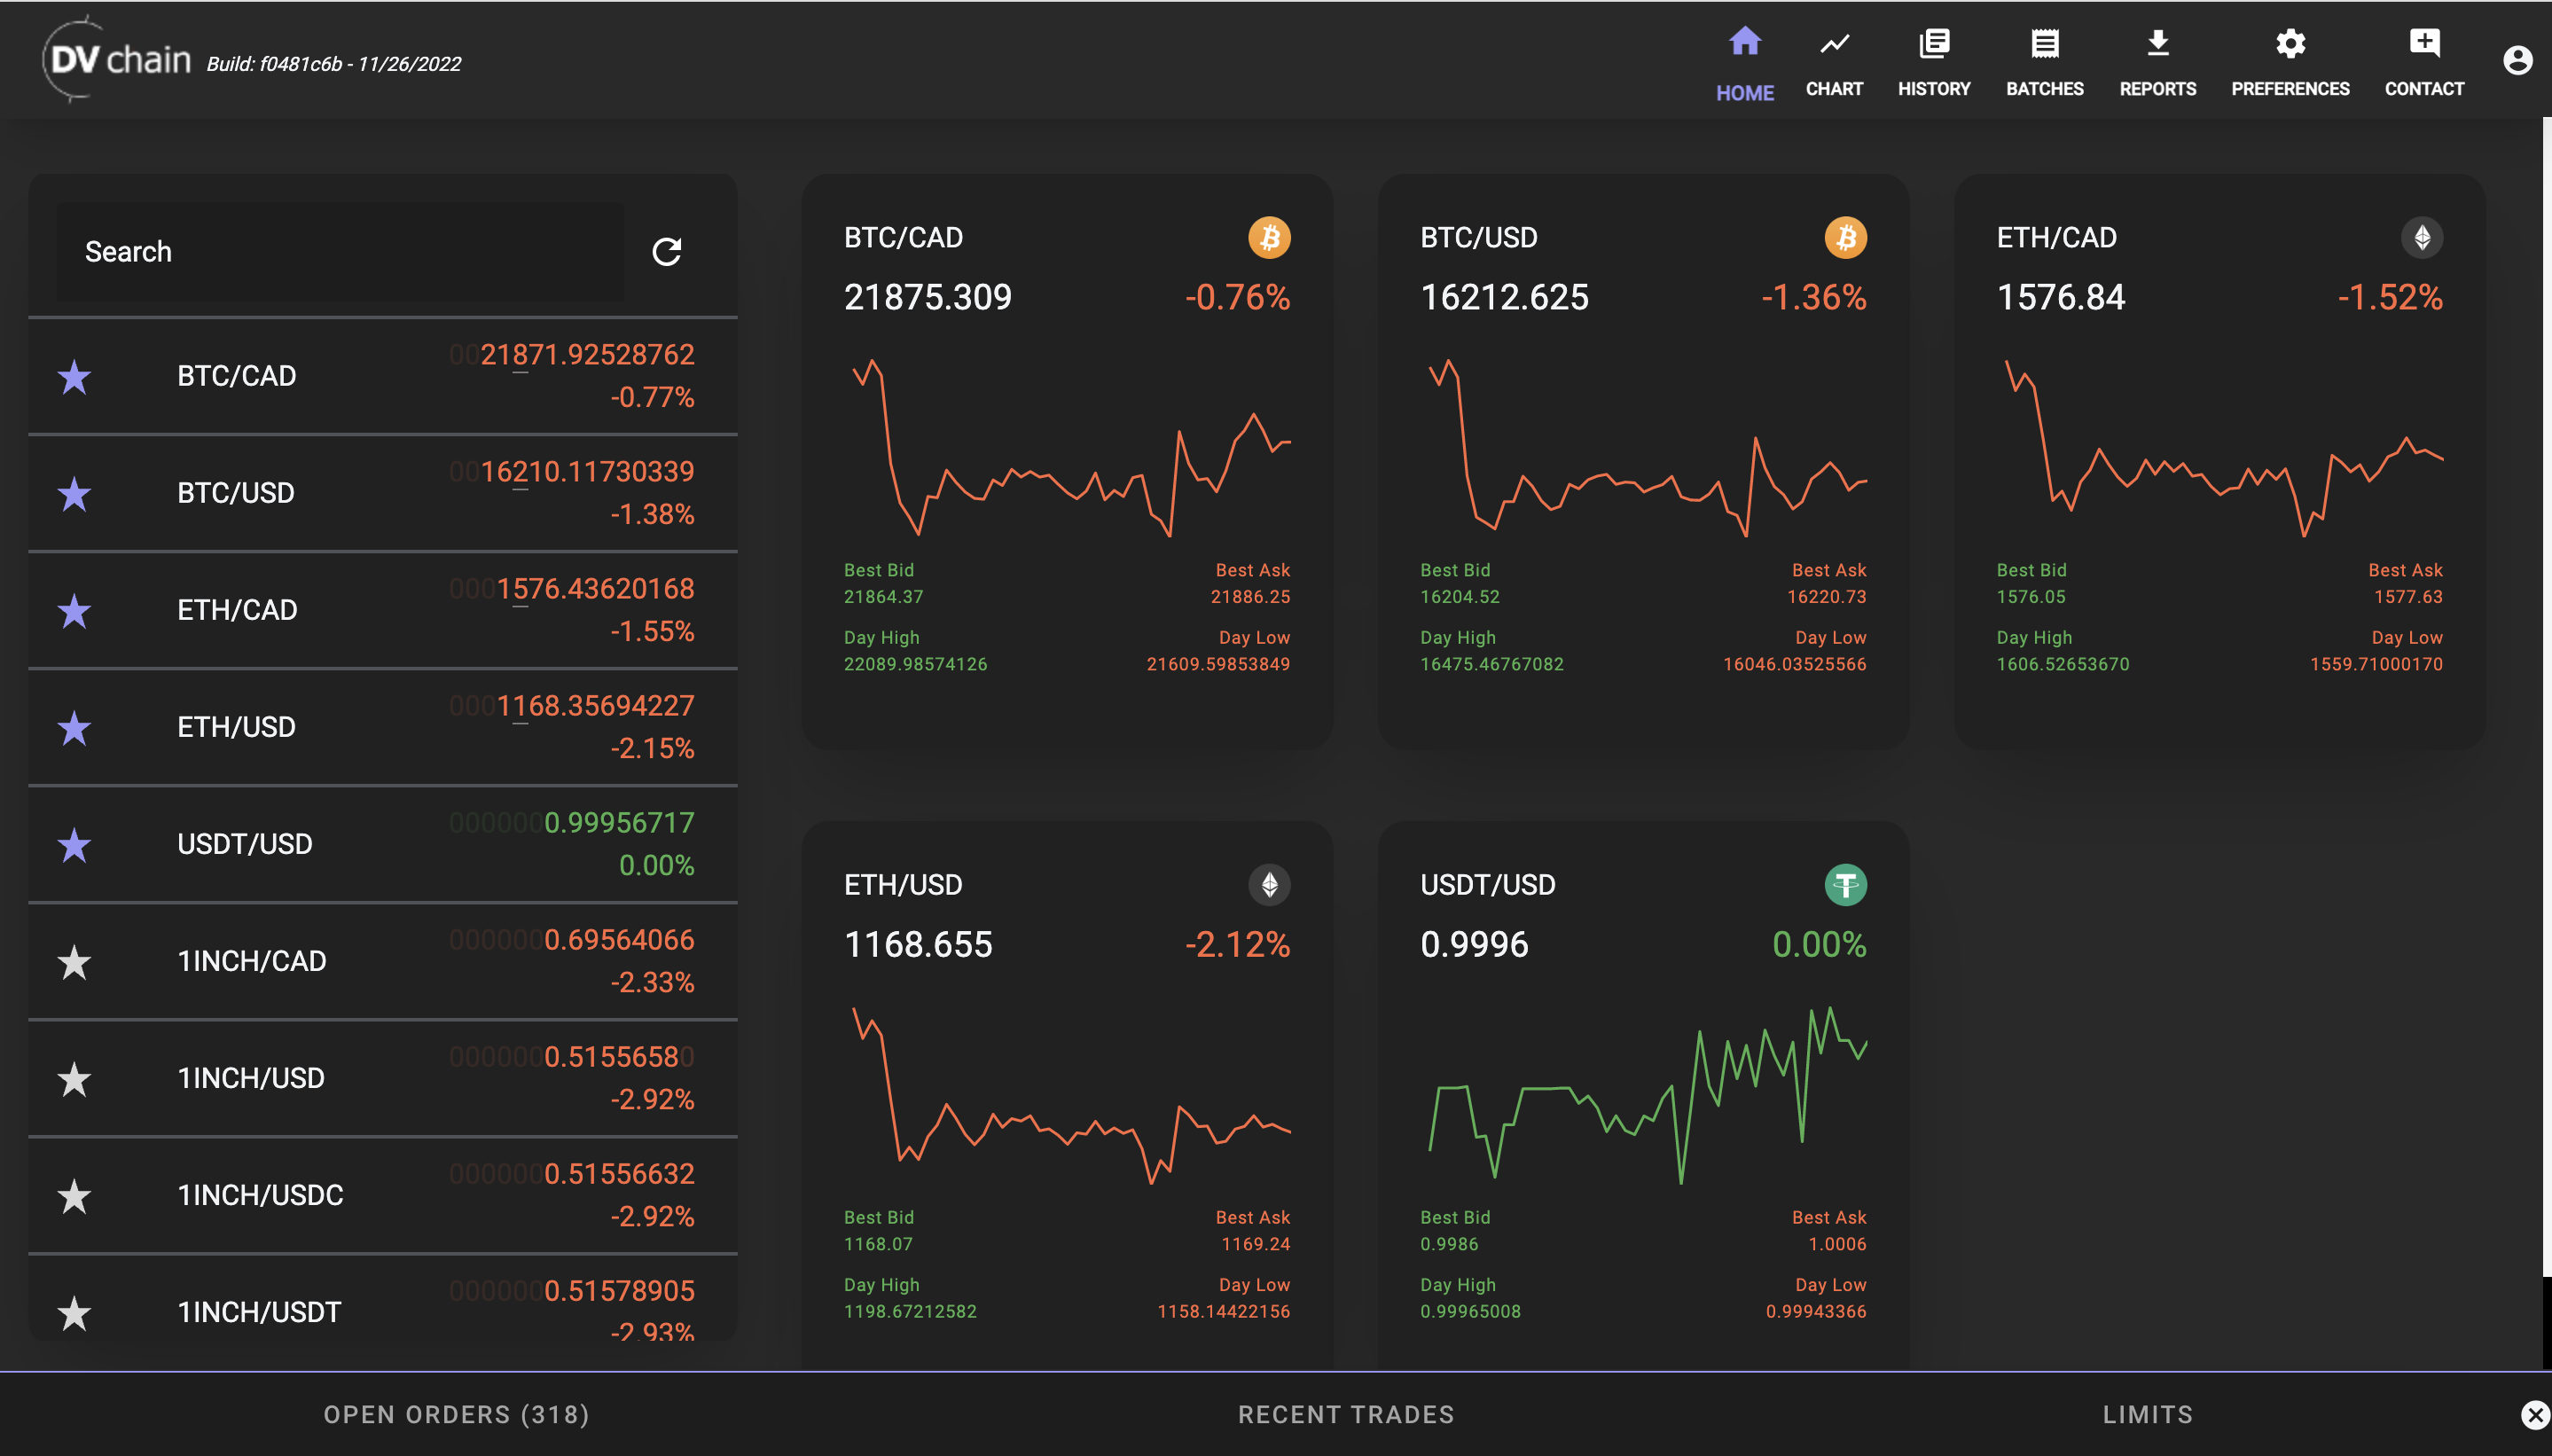 DV chain Build: f0481c6b - 11/26/2022
HOME CHART HISTORY BATCHES REPORTS PREFERENCES CONTACT
Search
BTC/CAD 0021871.92528762
-0.77%
BTC/USD 0016210.11730339
-1.38%
ETH/CAD 0001576.43620168
-1.55%
ETH/USD 0001168.35694227
-2.15%
USDT/USD 0000000.99956717
0.00%
1INCH/CAD 0000000.69564066
-2.33%
1INCH/USD 0000000.51556580
-2.92%
1INCH/USDC 0000000.51556632
-2.92%
1INCH/USDT 0000000.51578905
-2.93%
BTC/CAD
21875.309 -0.76%
Best Bid Best Ask
21864.37 21886.25
Day High Day Low
22089.98574126 21609.59853849
BTC/USD
16212.625 -1.36%
Best Bid Best Ask
16204.52 16220.73
Day High Day Low
16475.46767082 16046.03525566
ETH/CAD
1576.84 -1.52%
Best Bid Best Ask
1576.05 1577.63
Day High Day Low
1606.52653670 1559.71000170
ETH/USD
1168.655 -2.12%
Best Bid Best Ask
1168.07 1169.24
Day High Day Low
1198.67212582 1158.14422156
USDT/USD
0.9996 0.00%
Best Bid Best Ask
0.9986 1.0006
Day High Day Low
0.99965008 0.99943366
OPEN ORDERS (318) RECENT TRADES LIMITS